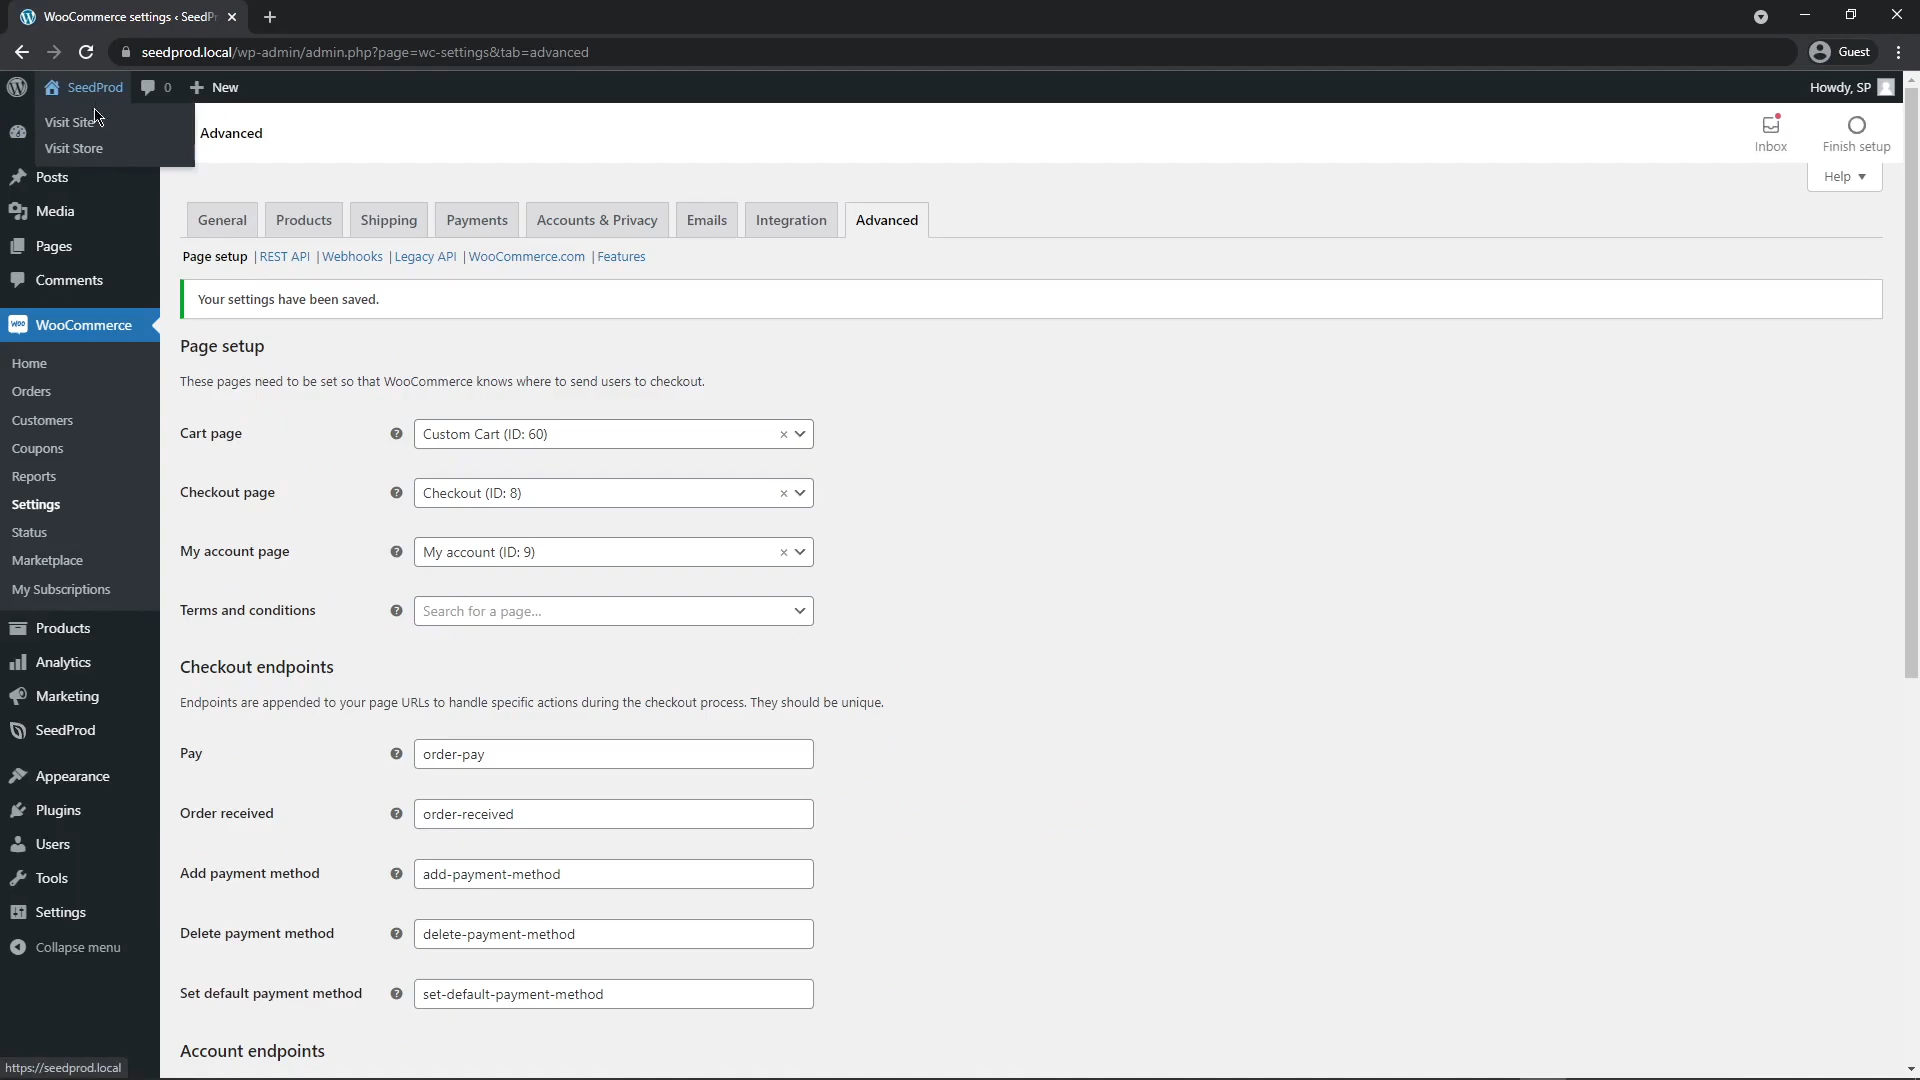 WooCommerce settings ‹ SeedPr
seedprod.local/wp-admin/admin.php?page=wc-settings&tab=advanced
Guest
SeedProd
0
New
Howdy, SP
Visit Site
Visit Store
Advanced
Inbox
Finish setup
Help
Posts
Media
Pages
Comments
WooCommerce
Home
Orders
Customers
Coupons
Reports
Settings
Status
Marketplace
My Subscriptions
Products
Analytics
Marketing
SeedProd
Appearance
Plugins
Users
Tools
Settings
Collapse menu
General
Products
Shipping
Payments
Accounts & Privacy
Emails
Integration
Advanced
Page setup | REST API | Webhooks | Legacy API | WooCommerce.com | Features
Your settings have been saved.
Page setup
These pages need to be set so that WooCommerce knows where to send users to checkout.
Cart page
Custom Cart (ID: 60)
Checkout page
Checkout (ID: 8)
My account page
My account (ID: 9)
Terms and conditions
Search for a page...
Checkout endpoints
Endpoints are appended to your page URLs to handle specific actions during the checkout process. They should be unique.
Pay
order-pay
Order received
order-received
Add payment method
add-payment-method
Delete payment method
delete-payment-method
Set default payment method
set-default-payment-method
Account endpoints
https://seedprod.local